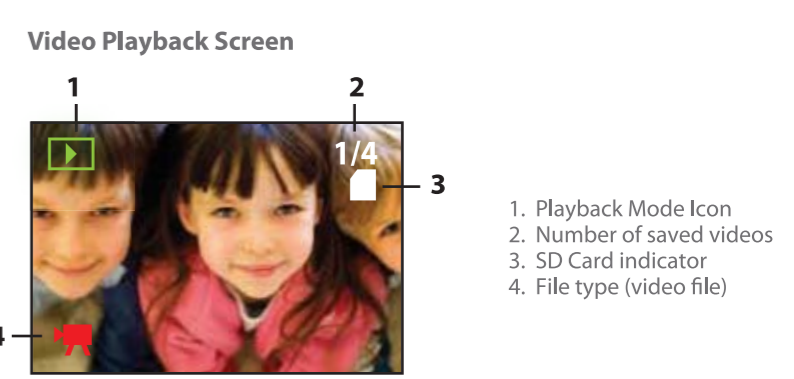 Video Playback Screen
1 2
1/4
3
4
1. Playback Mode Icon
2. Number of saved videos
3. SD Card indicator
4. File type (video file)